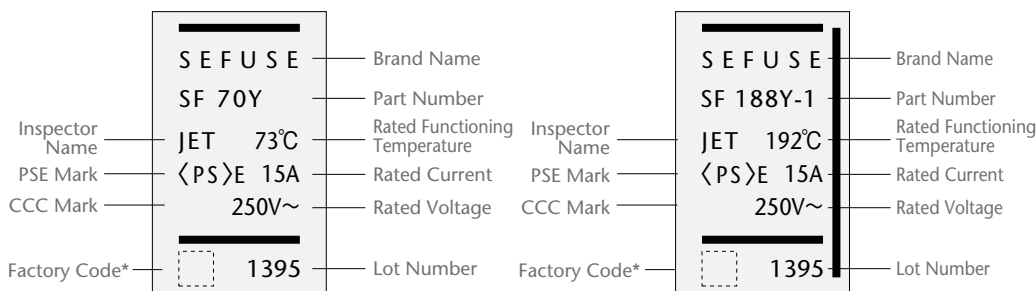 SEFUSE
Brand Name
SF 70Y
Part Number
Inspector Name
JET 73℃
Rated Functioning Temperature
PSE Mark
〈PS〉E 15A
Rated Current
CCC Mark
250V~
Rated Voltage
Factory Code*
1395
Lot Number
SEFUSE
Brand Name
SF 188Y-1
Part Number
Inspector Name
JET 192℃
Rated Functioning Temperature
PSE Mark
〈PS〉E 15A
Rated Current
CCC Mark
250V~
Rated Voltage
Factory Code*
1395
Lot Number